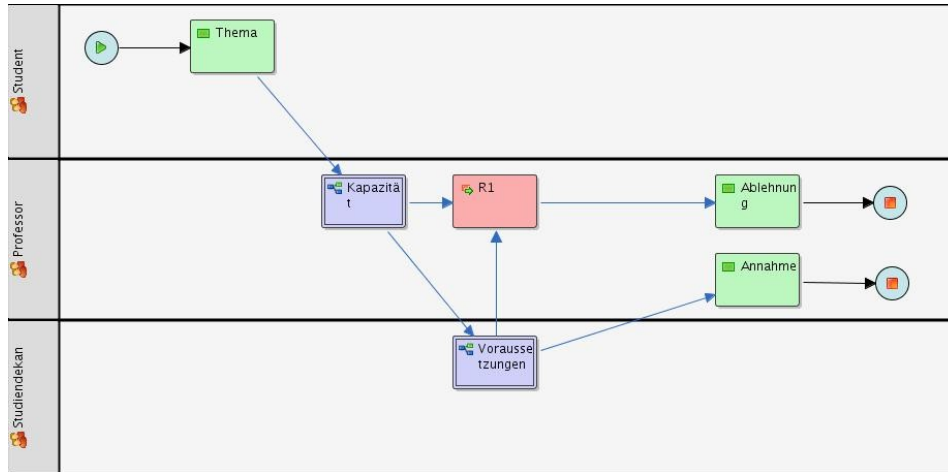 Student
Thema
Professor
Kapazitä
t
R1
Ablehnun
g
Annahme
Studiendekan
Vorausse
tzungen